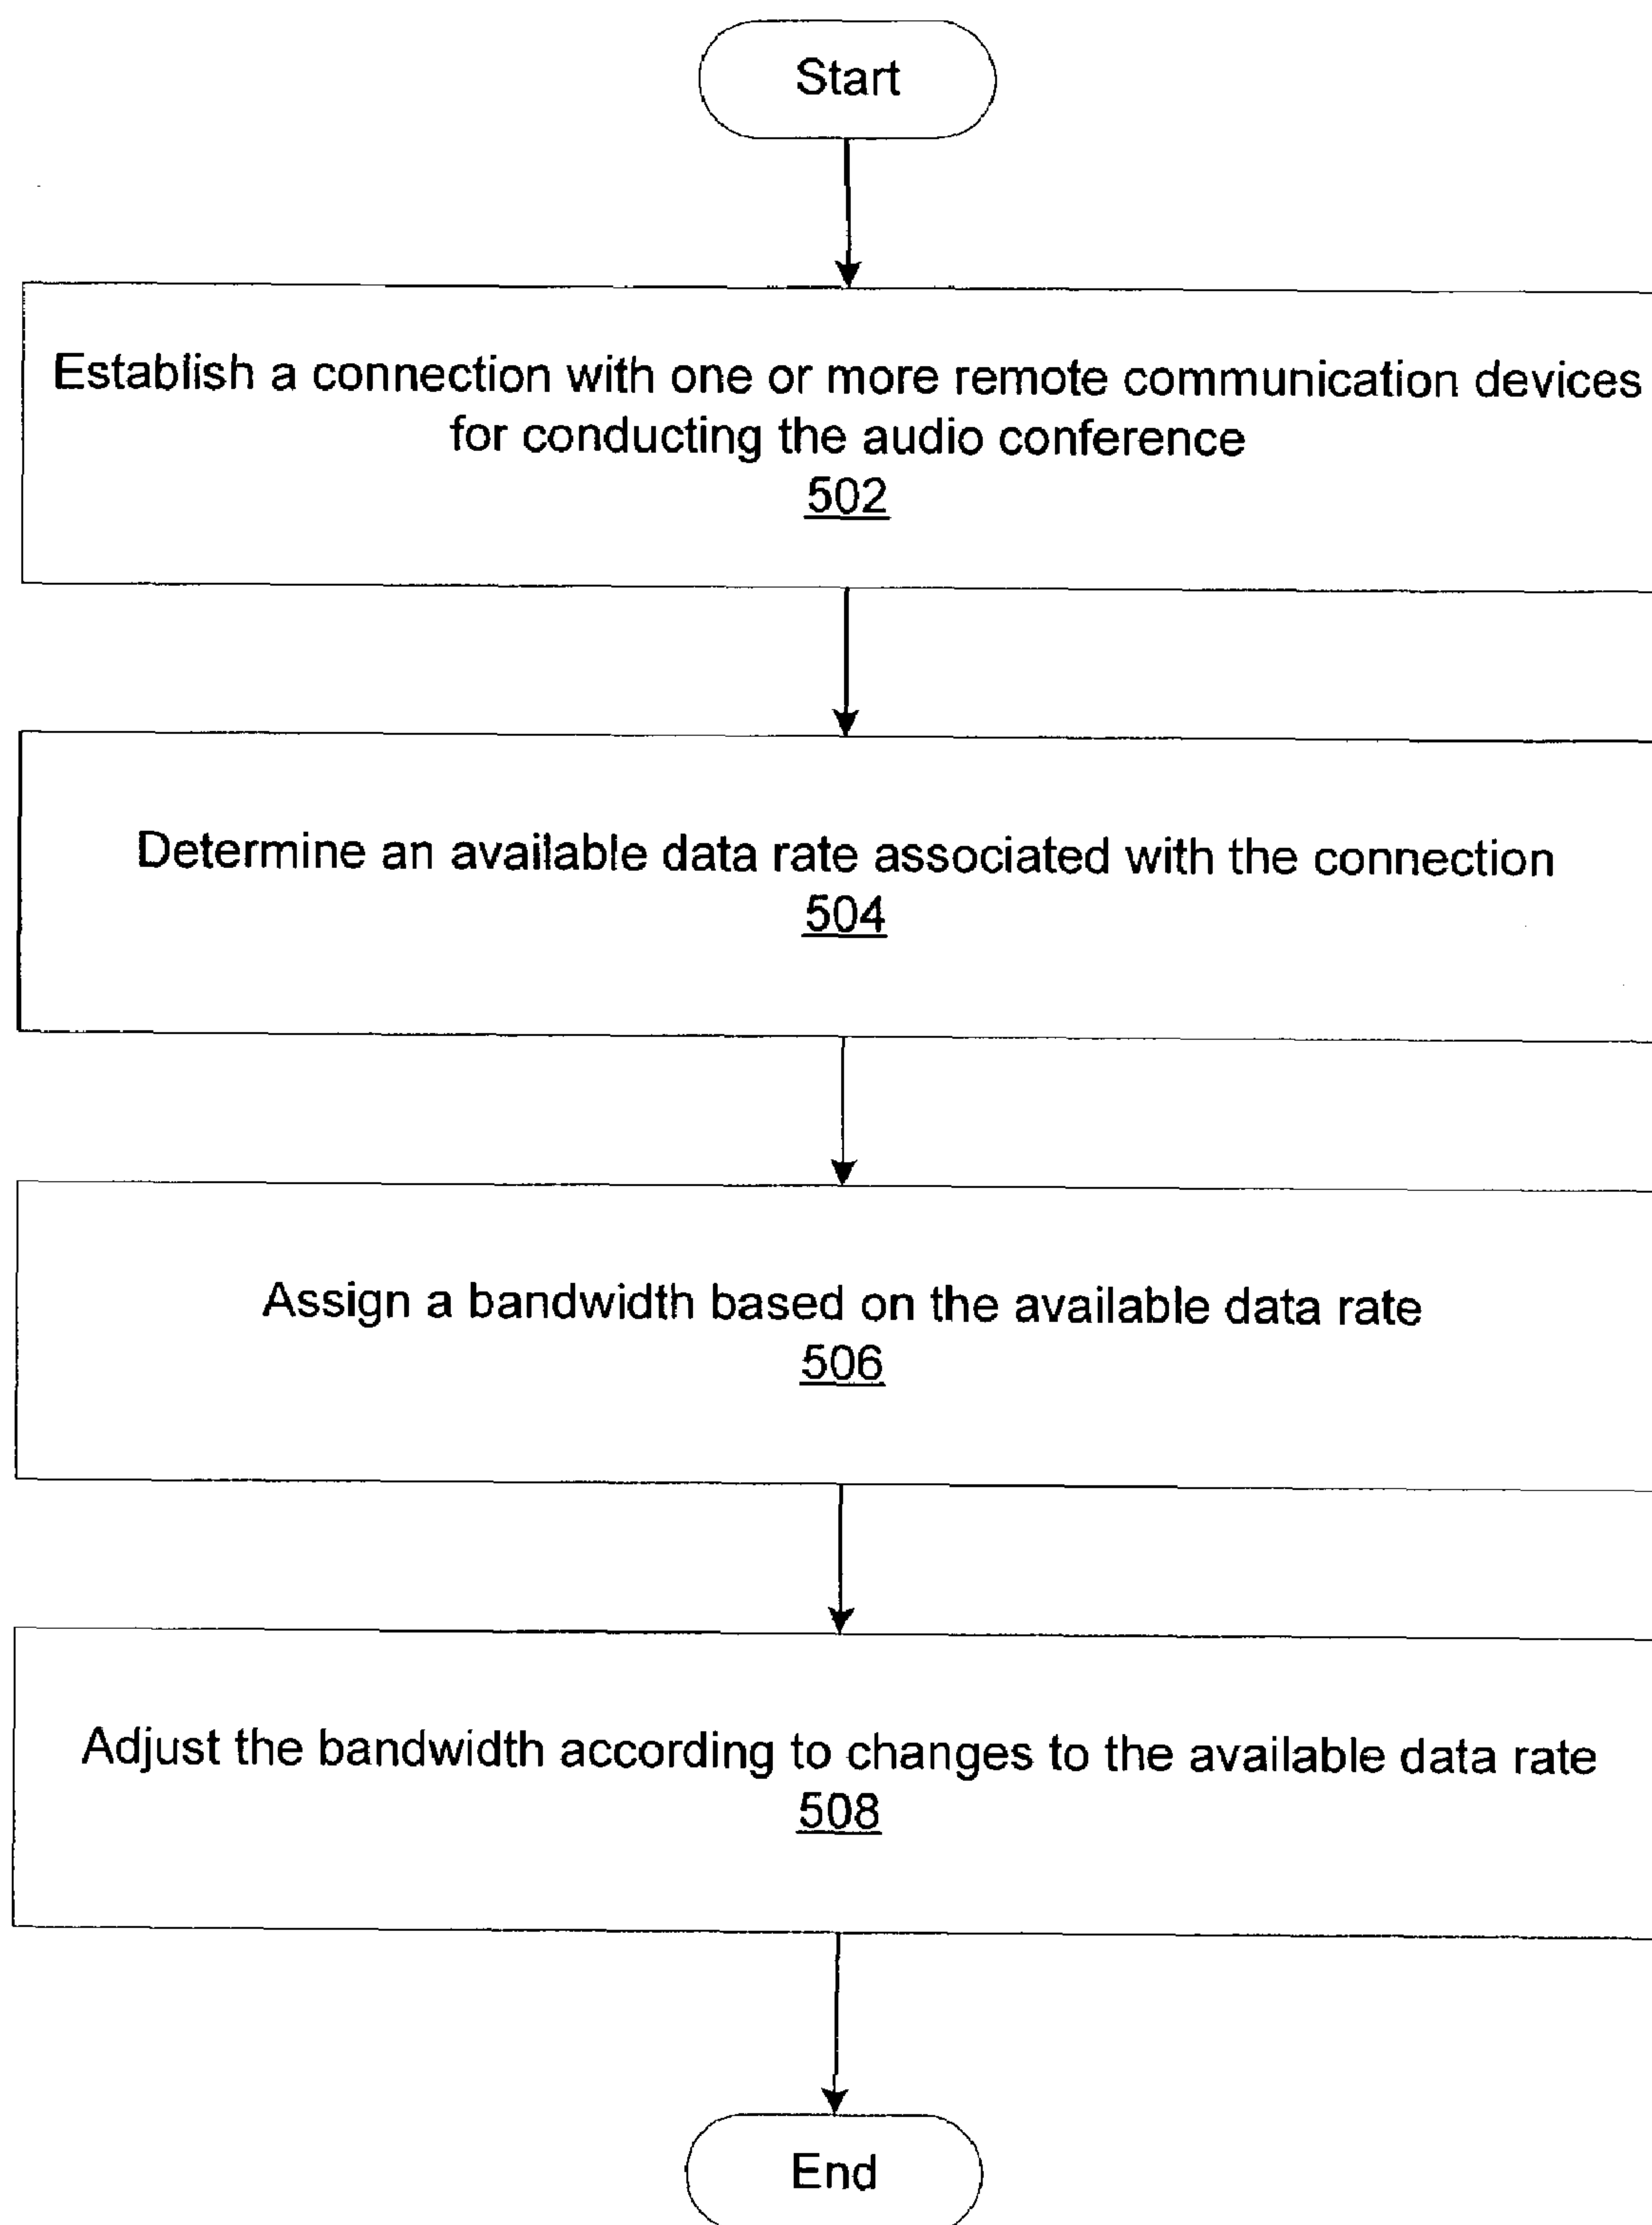 Start
Establish a connection with one or more remote communication devices
for conducting the audio conference
502
Determine an available data rate associated with the connection
504
Assign a bandwidth based on the available data rate
506
Adjust the bandwidth according to changes to the available data rate
508
End